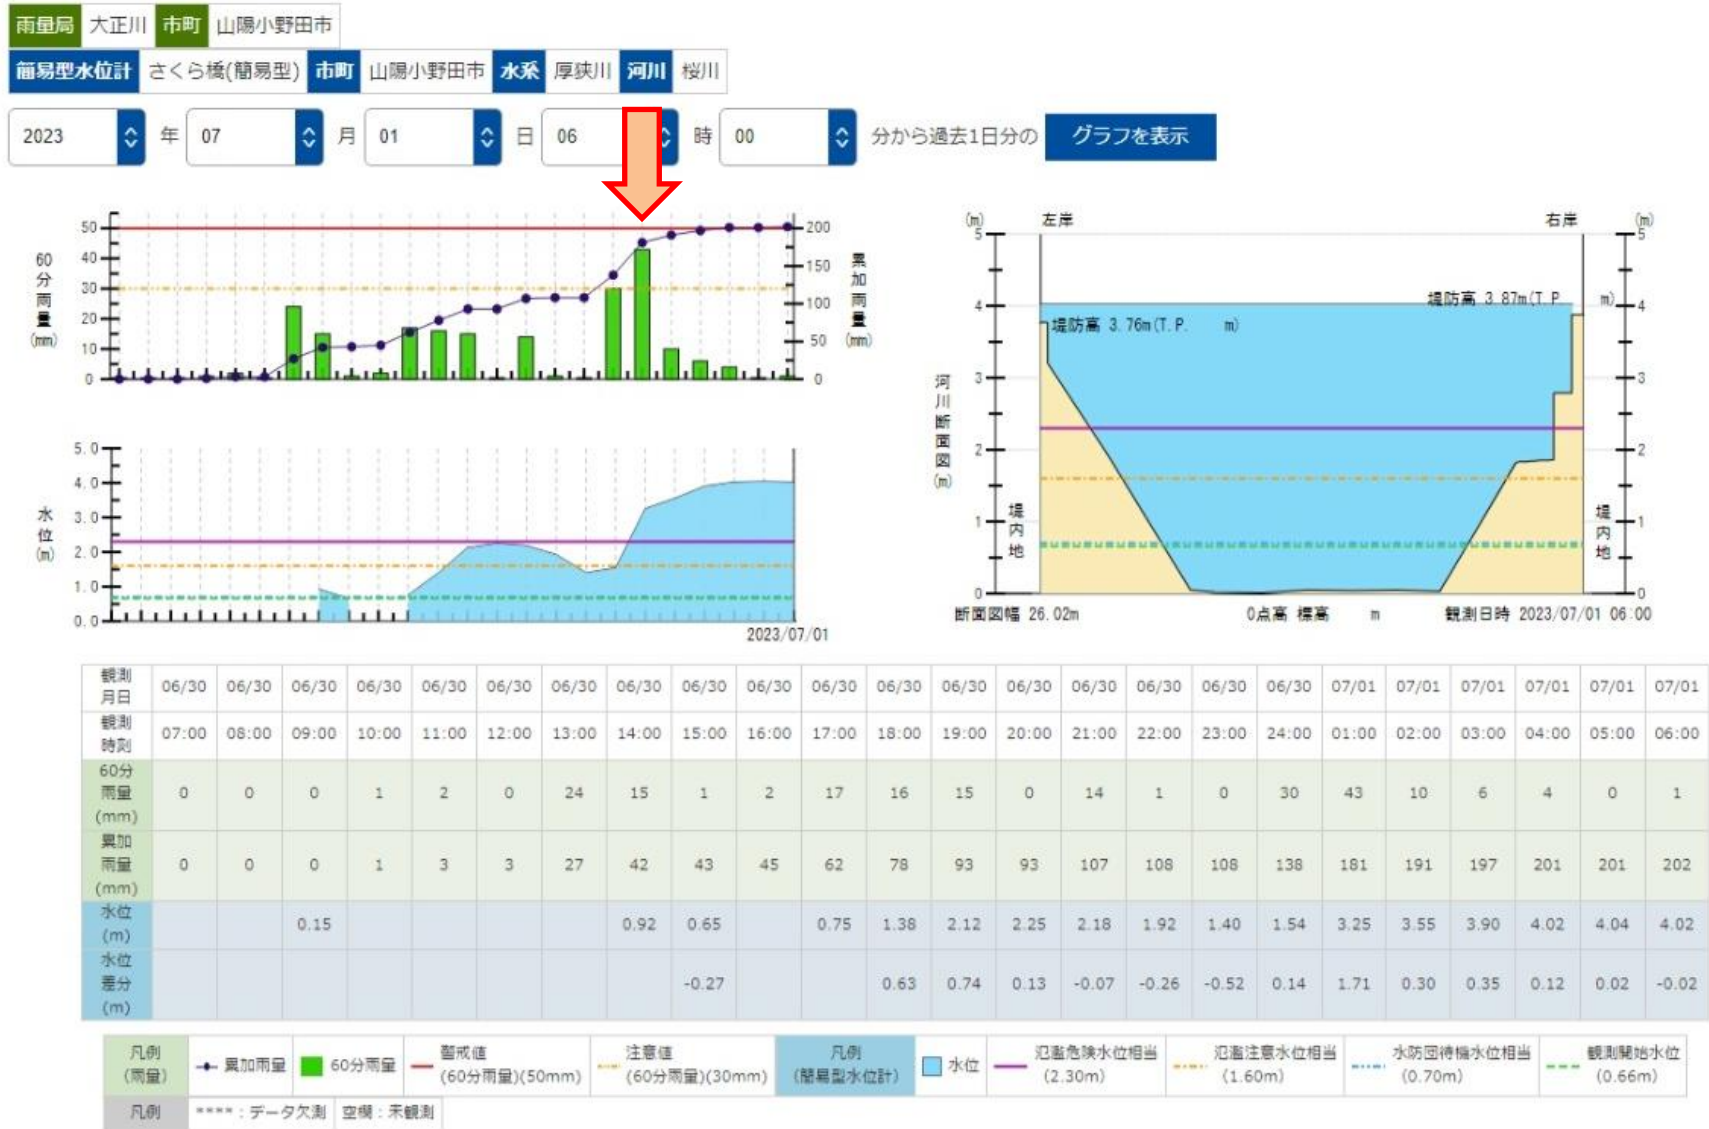 雨量局 大正川 市町 山陽小野田市
簡易型水位計 さくら橋(簡易型) 市町 山陽小野田市 水系 厚狭川 河川 桜川
2023 年 07 月 01 日 06 時 00 分から過去1日分の グラフを表示
60分雨量(mm)
50
40
30
20
10
0
200
150
100
50
0
累加雨量(mm)
水位(m)
5.0
4.0
3.0
2.0
1.0
0.0
2023/07/01
(m) 左岸 右岸 (m)
5 5
4 堤防高 3.87m(T.P. m) 4
堤防高 3.76m(T.P. m)
3 3
河川断面図(m)
2 2
1 堤内地 堤内地 1
0 0
断面図幅 26.02m 0点高 標高 m 観測日時 2023/07/01 06:00
観測月日 06/30 06/30 06/30 06/30 06/30 06/30 06/30 06/30 06/30 06/30 06/30 06/30 06/30 06/30 06/30 06/30 06/30 06/30 07/01 07/01 07/01 07/01 07/01 07/01
観測時刻 07:00 08:00 09:00 10:00 11:00 12:00 13:00 14:00 15:00 16:00 17:00 18:00 19:00 20:00 21:00 22:00 23:00 24:00 01:00 02:00 03:00 04:00 05:00 06:00
60分雨量(mm) 0 0 0 1 2 0 24 15 1 2 17 16 15 0 14 1 0 30 43 10 6 4 0 1
累加雨量(mm) 0 0 0 1 3 3 27 42 43 45 62 78 93 93 107 108 108 138 181 191 197 201 201 202
水位(m) 0.15 0.92 0.65 0.75 1.38 2.12 2.25 2.18 1.92 1.40 1.54 3.25 3.55 3.90 4.02 4.04 4.02
水位差分(m) -0.27 0.63 0.74 0.13 -0.07 -0.26 -0.52 0.14 1.71 0.30 0.35 0.12 0.02 -0.02
凡例(雨量) 累加雨量 60分雨量 警戒値(60分雨量)(50mm) 注意値(60分雨量)(30mm) 凡例(簡易型水位計) 水位 氾濫危険水位相当(2.30m) 氾濫注意水位相当(1.60m) 水防団待機水位相当(0.70m) 観測開始水位(0.66m)
凡例 ****:データ欠測 空欄:未観測